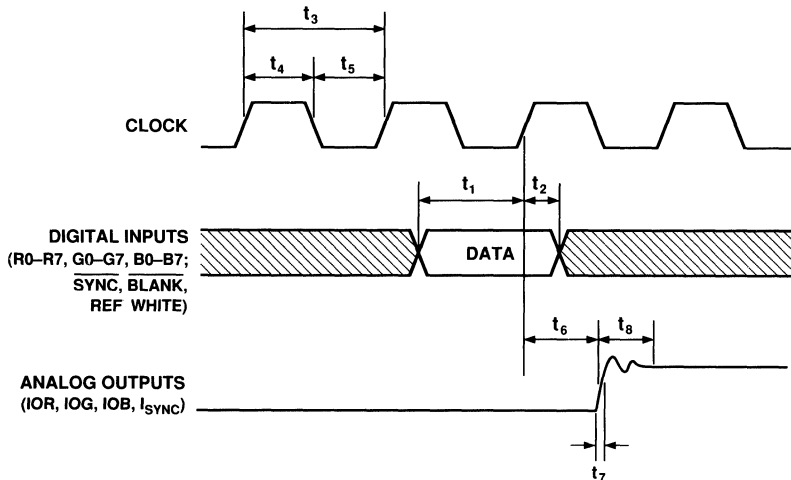 t3
t4
t5
CLOCK
t1
t2
DIGITAL INPUTS
(R0–R7, G0–G7, B0–B7;
SYNC, BLANK,
REF WHITE)
DATA
t6
t8
ANALOG OUTPUTS
(IOR, IOG, IOB, ISYNC)
t7